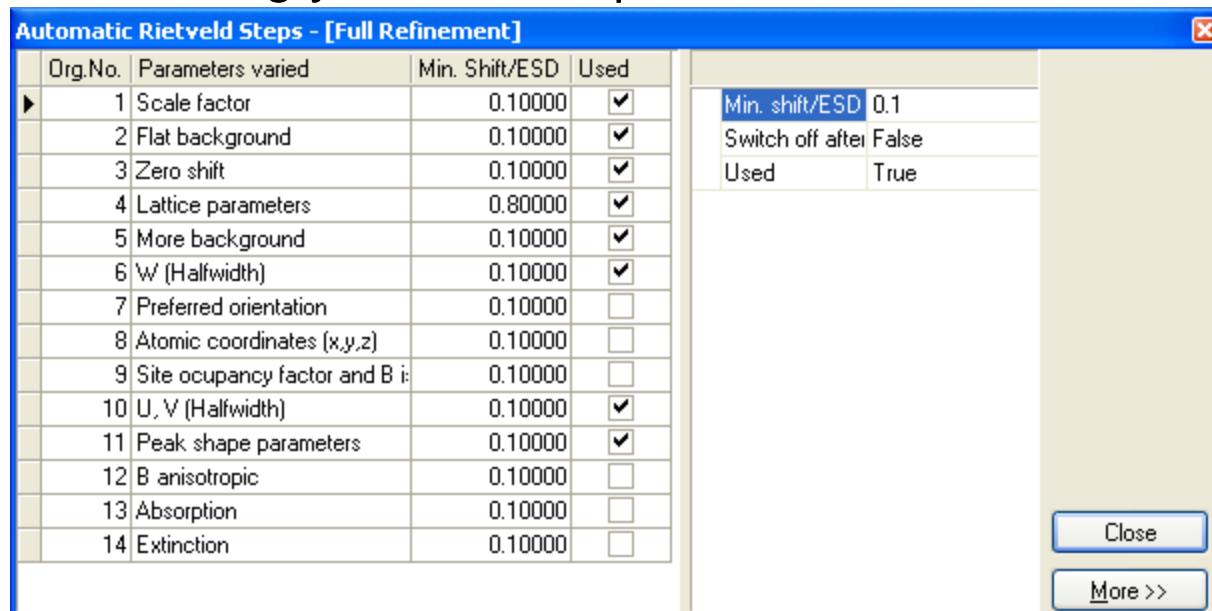 Automatic Rietveld Steps - [Full Refinement]
Org.No. Parameters varied Min. Shift/ESD Used
1 Scale factor 0.10000
2 Flat background 0.10000
3 Zero shift 0.10000
4 Lattice parameters 0.80000
5 More background 0.10000
6 W (Halfwidth) 0.10000
7 Preferred orientation 0.10000
8 Atomic coordinates (x,y,z) 0.10000
9 Site ocupancy factor and B i 0.10000
10 U, V (Halfwidth) 0.10000
11 Peak shape parameters 0.10000
12 B anisotropic 0.10000
13 Absorption 0.10000
14 Extinction 0.10000
Min. shift/ESD 0.1
Switch off after False
Used True
Close
More >>